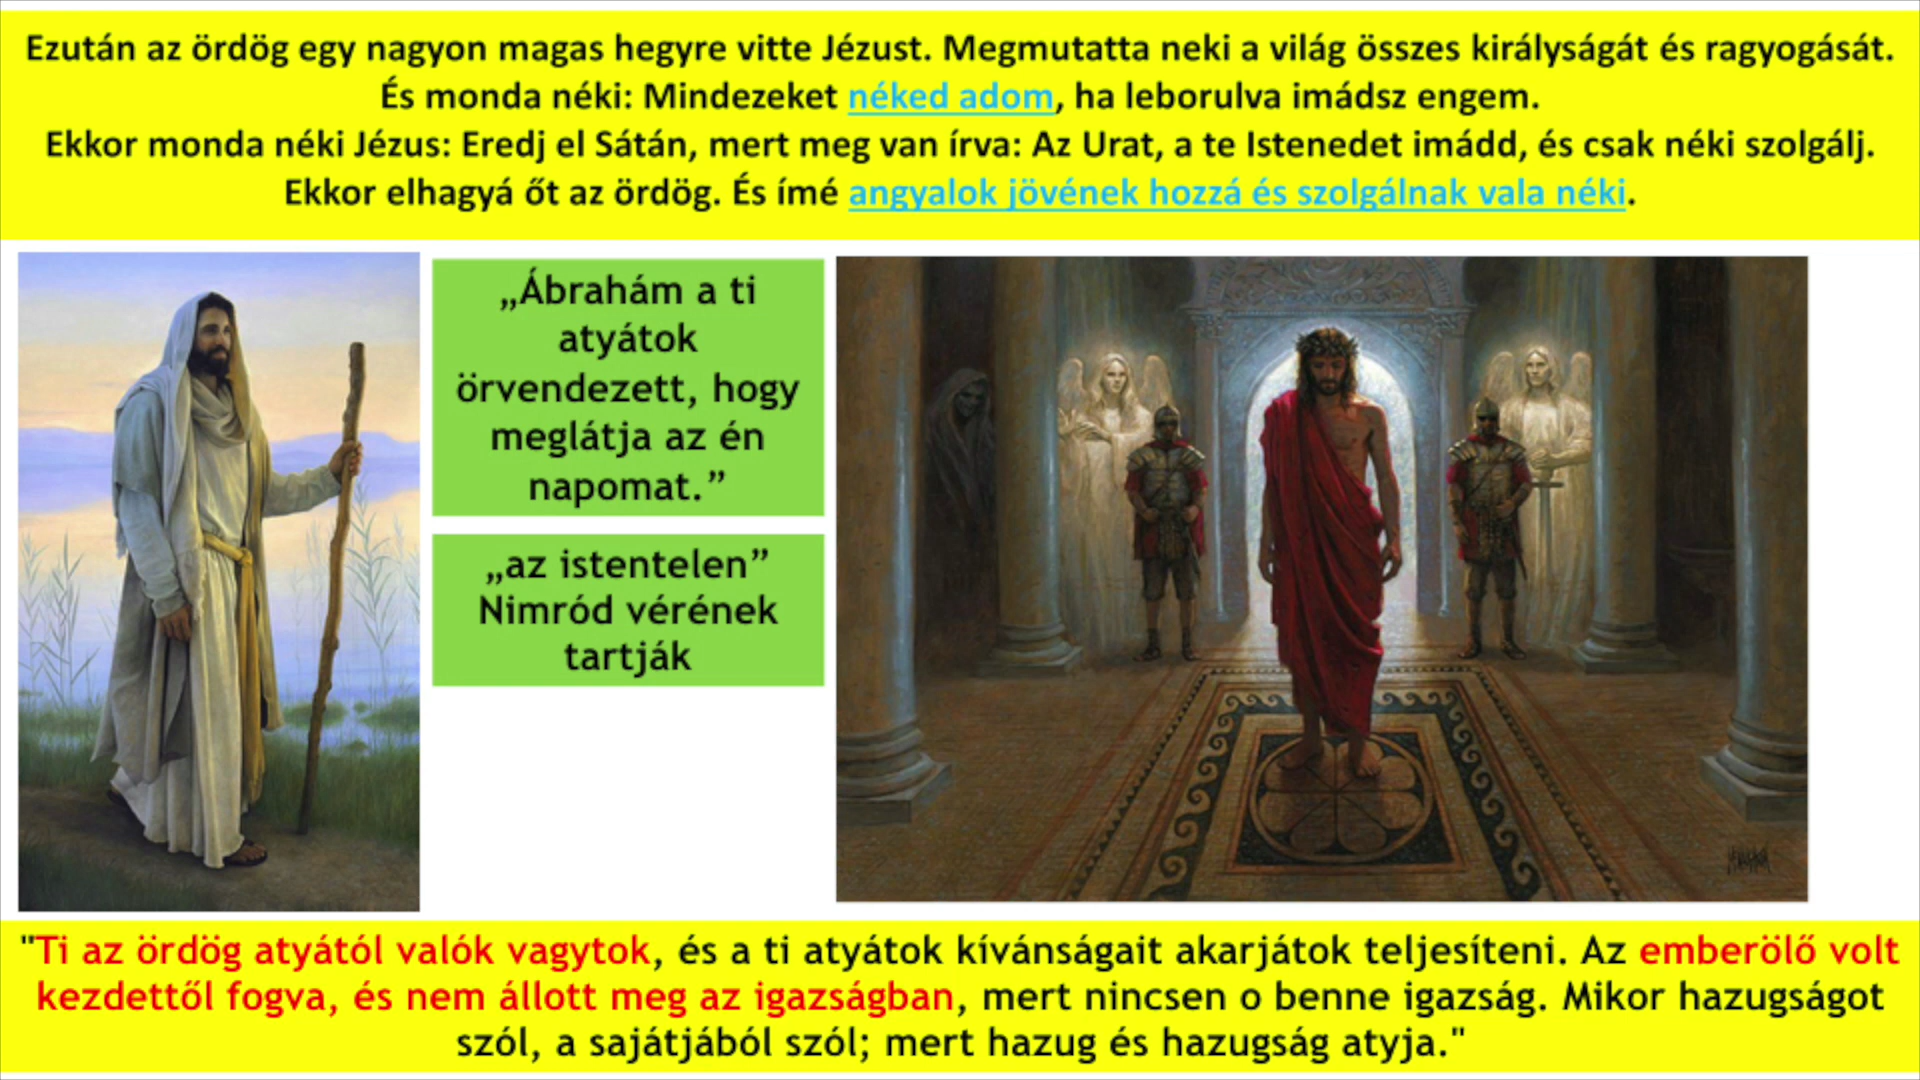 Ezután az ördög egy nagyon magas hegyre vitte Jézust. Megmutatta neki a világ összes királyságát és ragyogását.
És monda néki: Mindezeket néked adom, ha leborulva imádsz engem.
Ekkor monda néki Jézus: Eredj el Sátán, mert meg van írva: Az Urat, a te Istenedet imádd, és csak néki szolgálj.
Ekkor elhagyá őt az ördög. És ímé angyalok jövének hozzá és szolgálnak vala néki.
„Ábrahám a ti
atyátok
örvendezett, hogy
meglátja az én
napomat.”
„az istentelen”
Nimród vérének
tartják
"Ti az ördög atyától valók vagytok, és a ti atyátok kívánságait akarjátok teljesíteni. Az emberölő volt
kezdettől fogva, és nem állott meg az igazságban, mert nincsen o benne igazság. Mikor hazugságot
szól, a sajátjából szól; mert hazug és hazugság atyja."